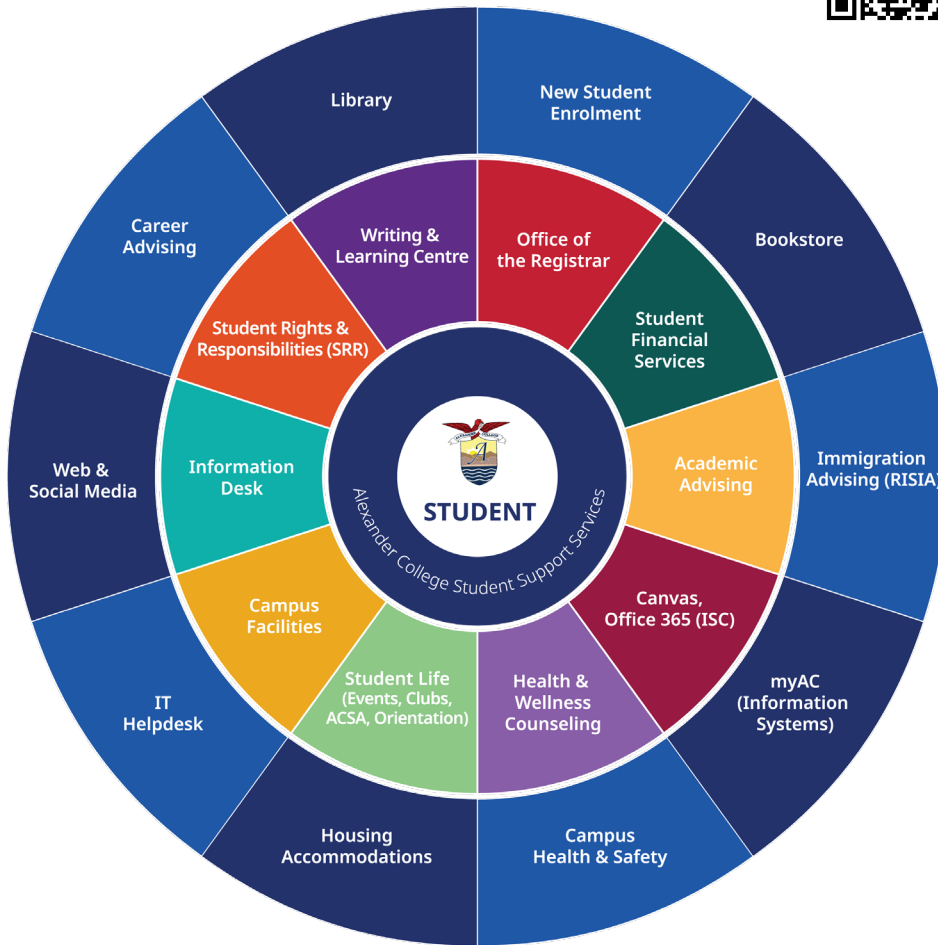 Library
New Student
Enrolment
Bookstore
Immigration
Advising (RISIA)
myAC
(Information
Systems)
Campus
Health & Safety
Housing
Accommodations
IT
Helpdesk
Web &
Social Media
Career
Advising
Writing &
Learning Centre
Office of
the Registrar
Student
Financial
Services
Academic
Advising
Canvas,
Office 365 (ISC)
Health &
Wellness
Counseling
Student Life
(Events, Clubs,
ACSA, Orientation)
Campus
Facilities
Information
Desk
Student Rights &
Responsibilities (SRR)
ALEXANDER COLLEGE
A
STUDENT
Alexander College Student Support Services